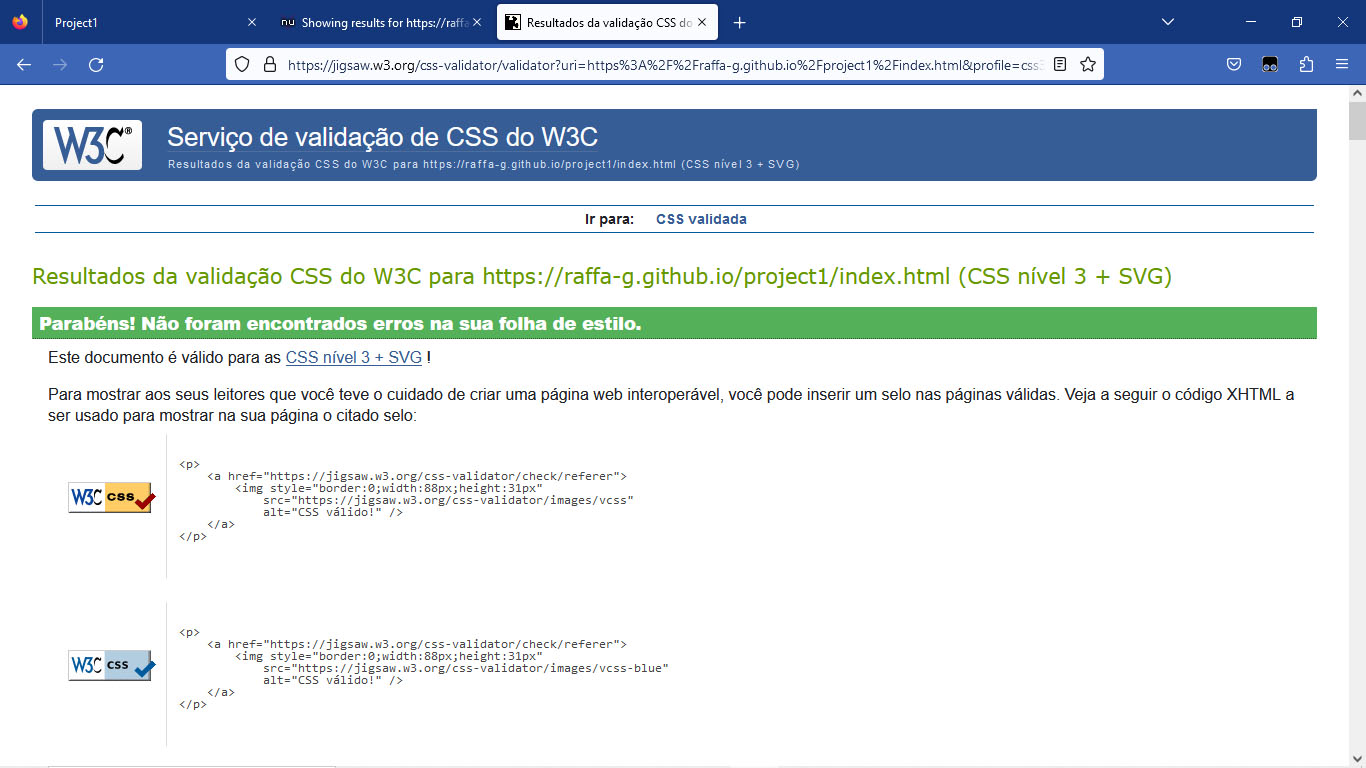 Project1
nu Showing results for https://raffa
Resultados da validação CSS do
https://jigsaw.w3.org/css-validator/validator?uri=https%3A%2F%2Fraffa-g.github.io%2Fproject1%2Findex.html&profile=css3
W3C®
Serviço de validação de CSS do W3C
Resultados da validação CSS do W3C para https://raffa-g.github.io/project1/index.html (CSS nível 3 + SVG)
Ir para: CSS validada
Resultados da validação CSS do W3C para https://raffa-g.github.io/project1/index.html (CSS nível 3 + SVG)
Parabéns! Não foram encontrados erros na sua folha de estilo.
Este documento é válido para as CSS nível 3 + SVG !
Para mostrar aos seus leitores que você teve o cuidado de criar uma página web interoperável, você pode inserir um selo nas páginas válidas. Veja a seguir o código XHTML a
ser usado para mostrar na sua página o citado selo:
W3C CSS
<p>
<a href="https://jigsaw.w3.org/css-validator/check/referer">
<img style="border:0;width:88px;height:31px"
src="https://jigsaw.w3.org/css-validator/images/vcss"
alt="CSS válido!" />
</a>
</p>
W3C CSS
<p>
<a href="https://jigsaw.w3.org/css-validator/check/referer">
<img style="border:0;width:88px;height:31px"
src="https://jigsaw.w3.org/css-validator/images/vcss-blue"
alt="CSS válido!" />
</a>
</p>